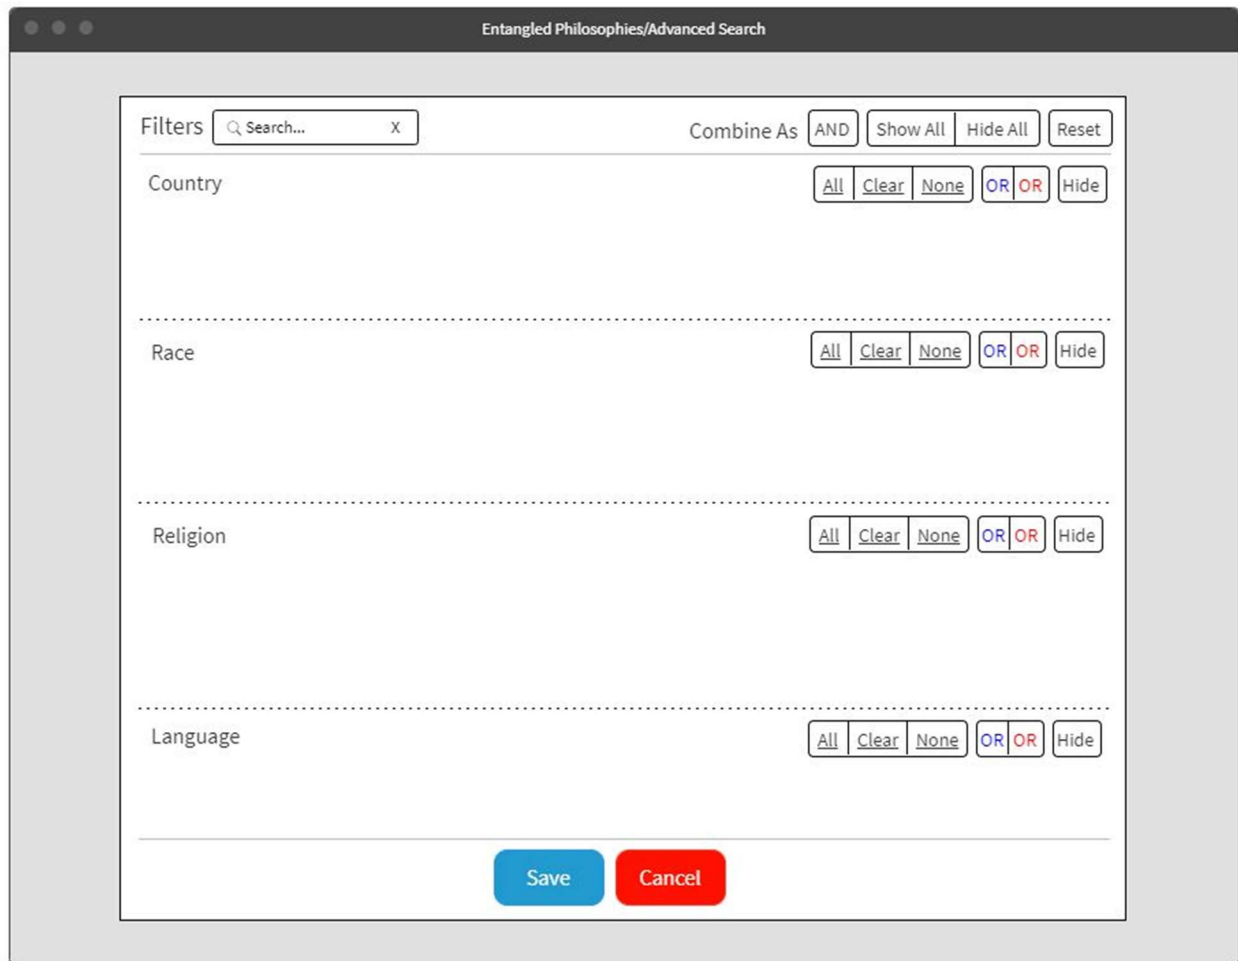 Entangled Philosophies/Advanced Search
Filters Search... X Combine As AND Show All Hide All Reset
Country All Clear None OR OR Hide
Race All Clear None OR OR Hide
Religion All Clear None OR OR Hide
Language All Clear None OR OR Hide
Save Cancel